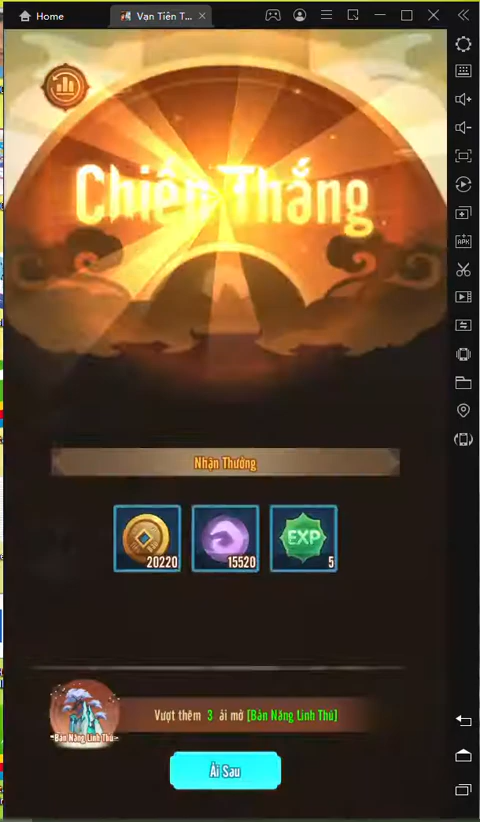 Home
Vạn Tiên T...
Chiến Thắng
Nhận Thưởng
20220
15520
EXP
5
Vượt thêm 3 ải mở [Bản Năng Linh Thú]
Bản Năng Linh Thú
Ải Sau
APK